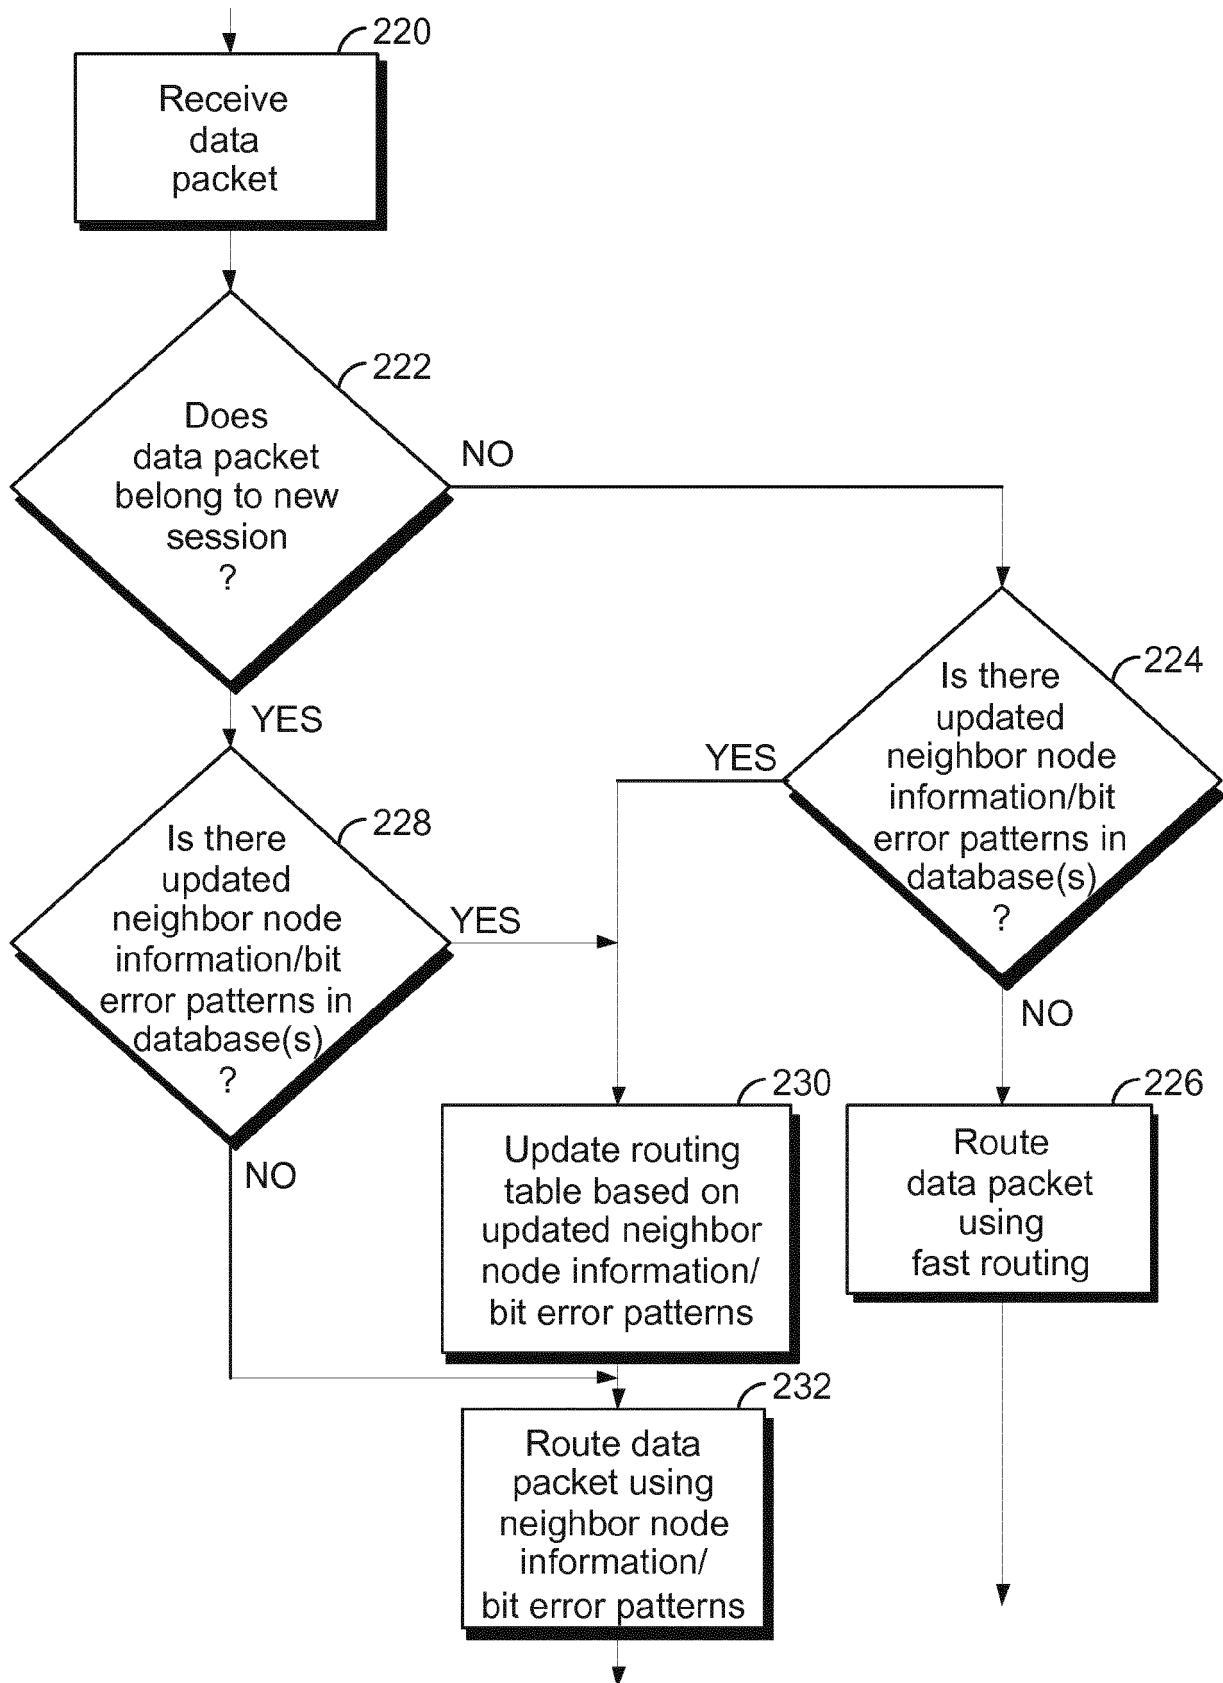 220
Receive
data
packet
222
Does
data packet
belong to new
session
?
NO
YES
224
Is there
updated
neighbor node
information/bit
error patterns in
database(s)
?
YES
NO
228
Is there
updated
neighbor node
information/bit
error patterns in
database(s)
?
YES
NO
230
Update routing
table based on
updated neighbor
node information/
bit error patterns
226
Route
data packet
using
fast routing
232
Route data
packet using
neighbor node
information/
bit error patterns